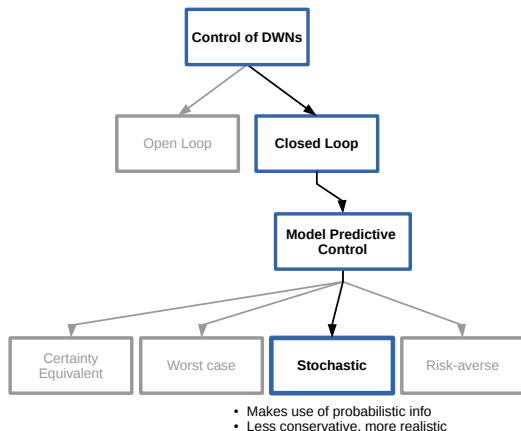 Control of DWNs
Open Loop
Closed Loop
Model Predictive
Control
Certainty
Equivalent
Worst case
Stochastic
Risk-averse
• Makes use of probabilistic info
• Less conservative, more realistic